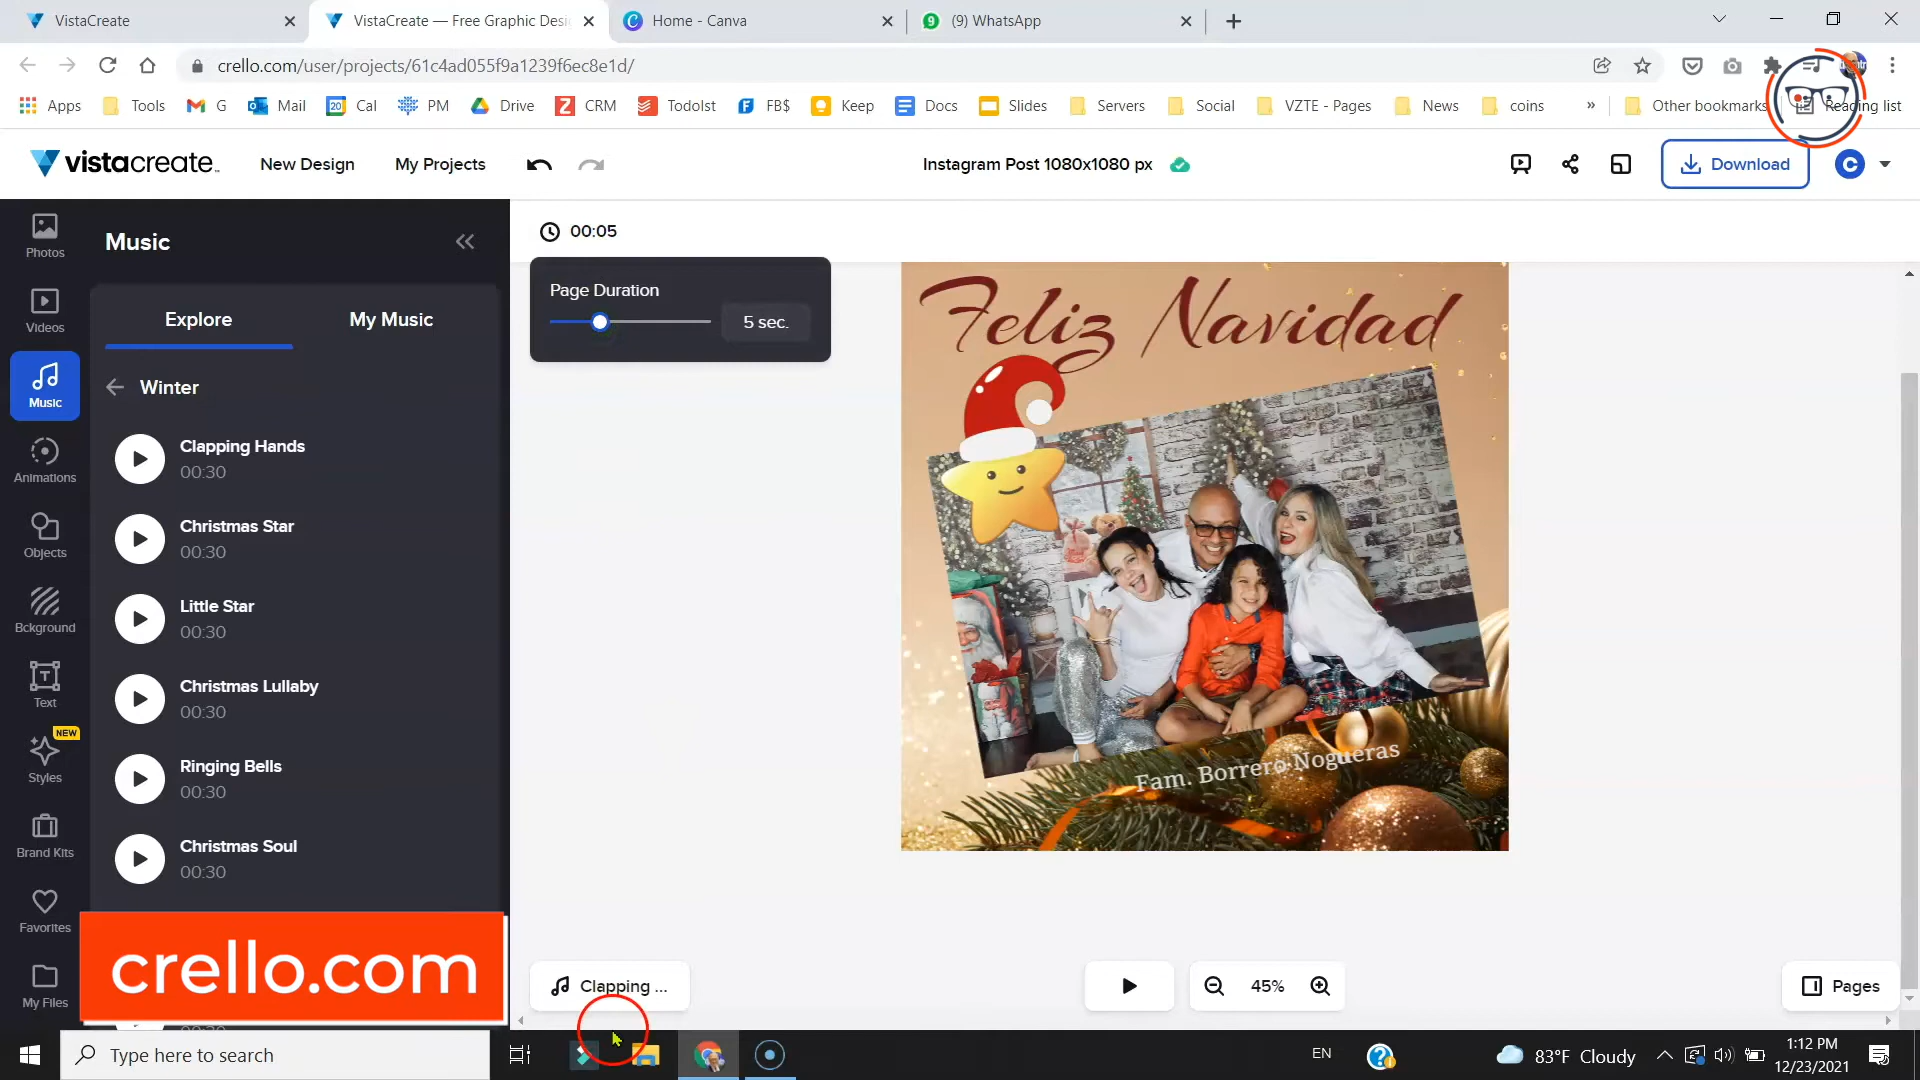 VistaCreate
VistaCreate — Free Graphic Desi
Home - Canva
(9) WhatsApp
crello.com/user/projects/61c4ad055f9a1239f6ec8e1d/
Apps
Tools
G
Mail
Cal
PM
Drive
CRM
TodoIst
FB$
Keep
Docs
Slides
Servers
Social
VZTE - Pages
News
coins
»
Other bookmarks
Reading list
vistacreate
New Design
My Projects
Instagram Post 1080x1080 px
Download
C
Photos
Videos
Music
Animations
Objects
Bckground
Text
NEW
Styles
Brand Kits
Favorites
My Files
Music
Explore
My Music
Winter
Clapping Hands
00:30
Christmas Star
00:30
Little Star
00:30
Christmas Lullaby
00:30
Ringing Bells
00:30
Christmas Soul
00:30
crello.com
00:05
Page Duration
5 sec.
Feliz Navidad
Fam. Borrero Nogueras
Clapping ...
45%
Pages
Type here to search
EN
83°F Cloudy
1:12 PM
12/23/2021